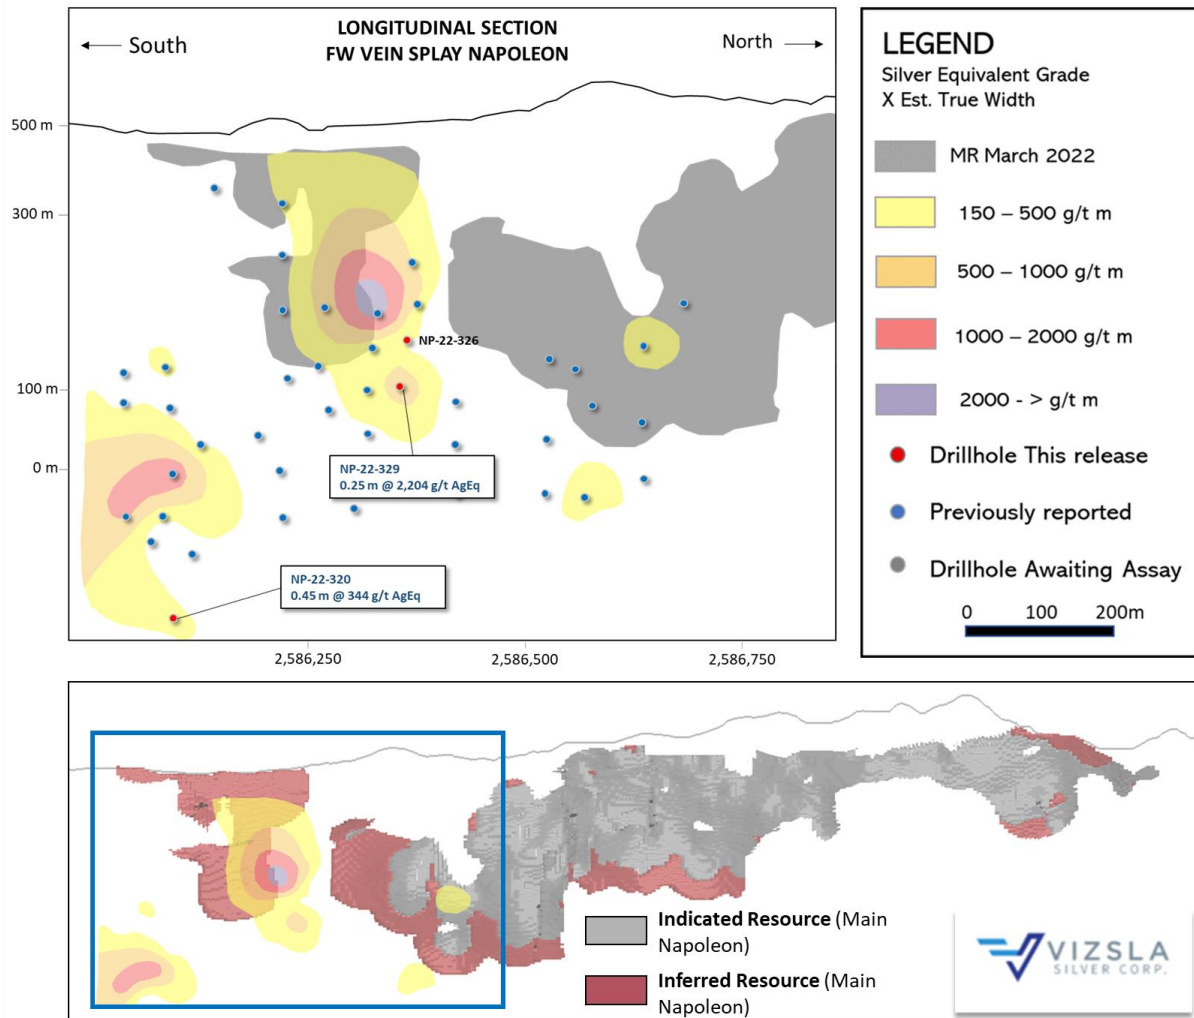 LONGITUDINAL SECTION
FW VEIN SPLAY NAPOLEON
South
North
500 m
300 m
100 m
0 m
NP-22-326
NP-22-329
0.25 m @ 2,204 g/t AgEq
NP-22-320
0.45 m @ 344 g/t AgEq
2,586,250
2,586,500
2,586,750
LEGEND
Silver Equivalent Grade
X Est. True Width
MR March 2022
150 – 500 g/t m
500 – 1000 g/t m
1000 – 2000 g/t m
2000 - > g/t m
Drillhole This release
Previously reported
Drillhole Awaiting Assay
0 100 200m
Indicated Resource (Main
Napoleon)
Inferred Resource (Main
Napoleon)
VIZSLA
SILVER CORP.